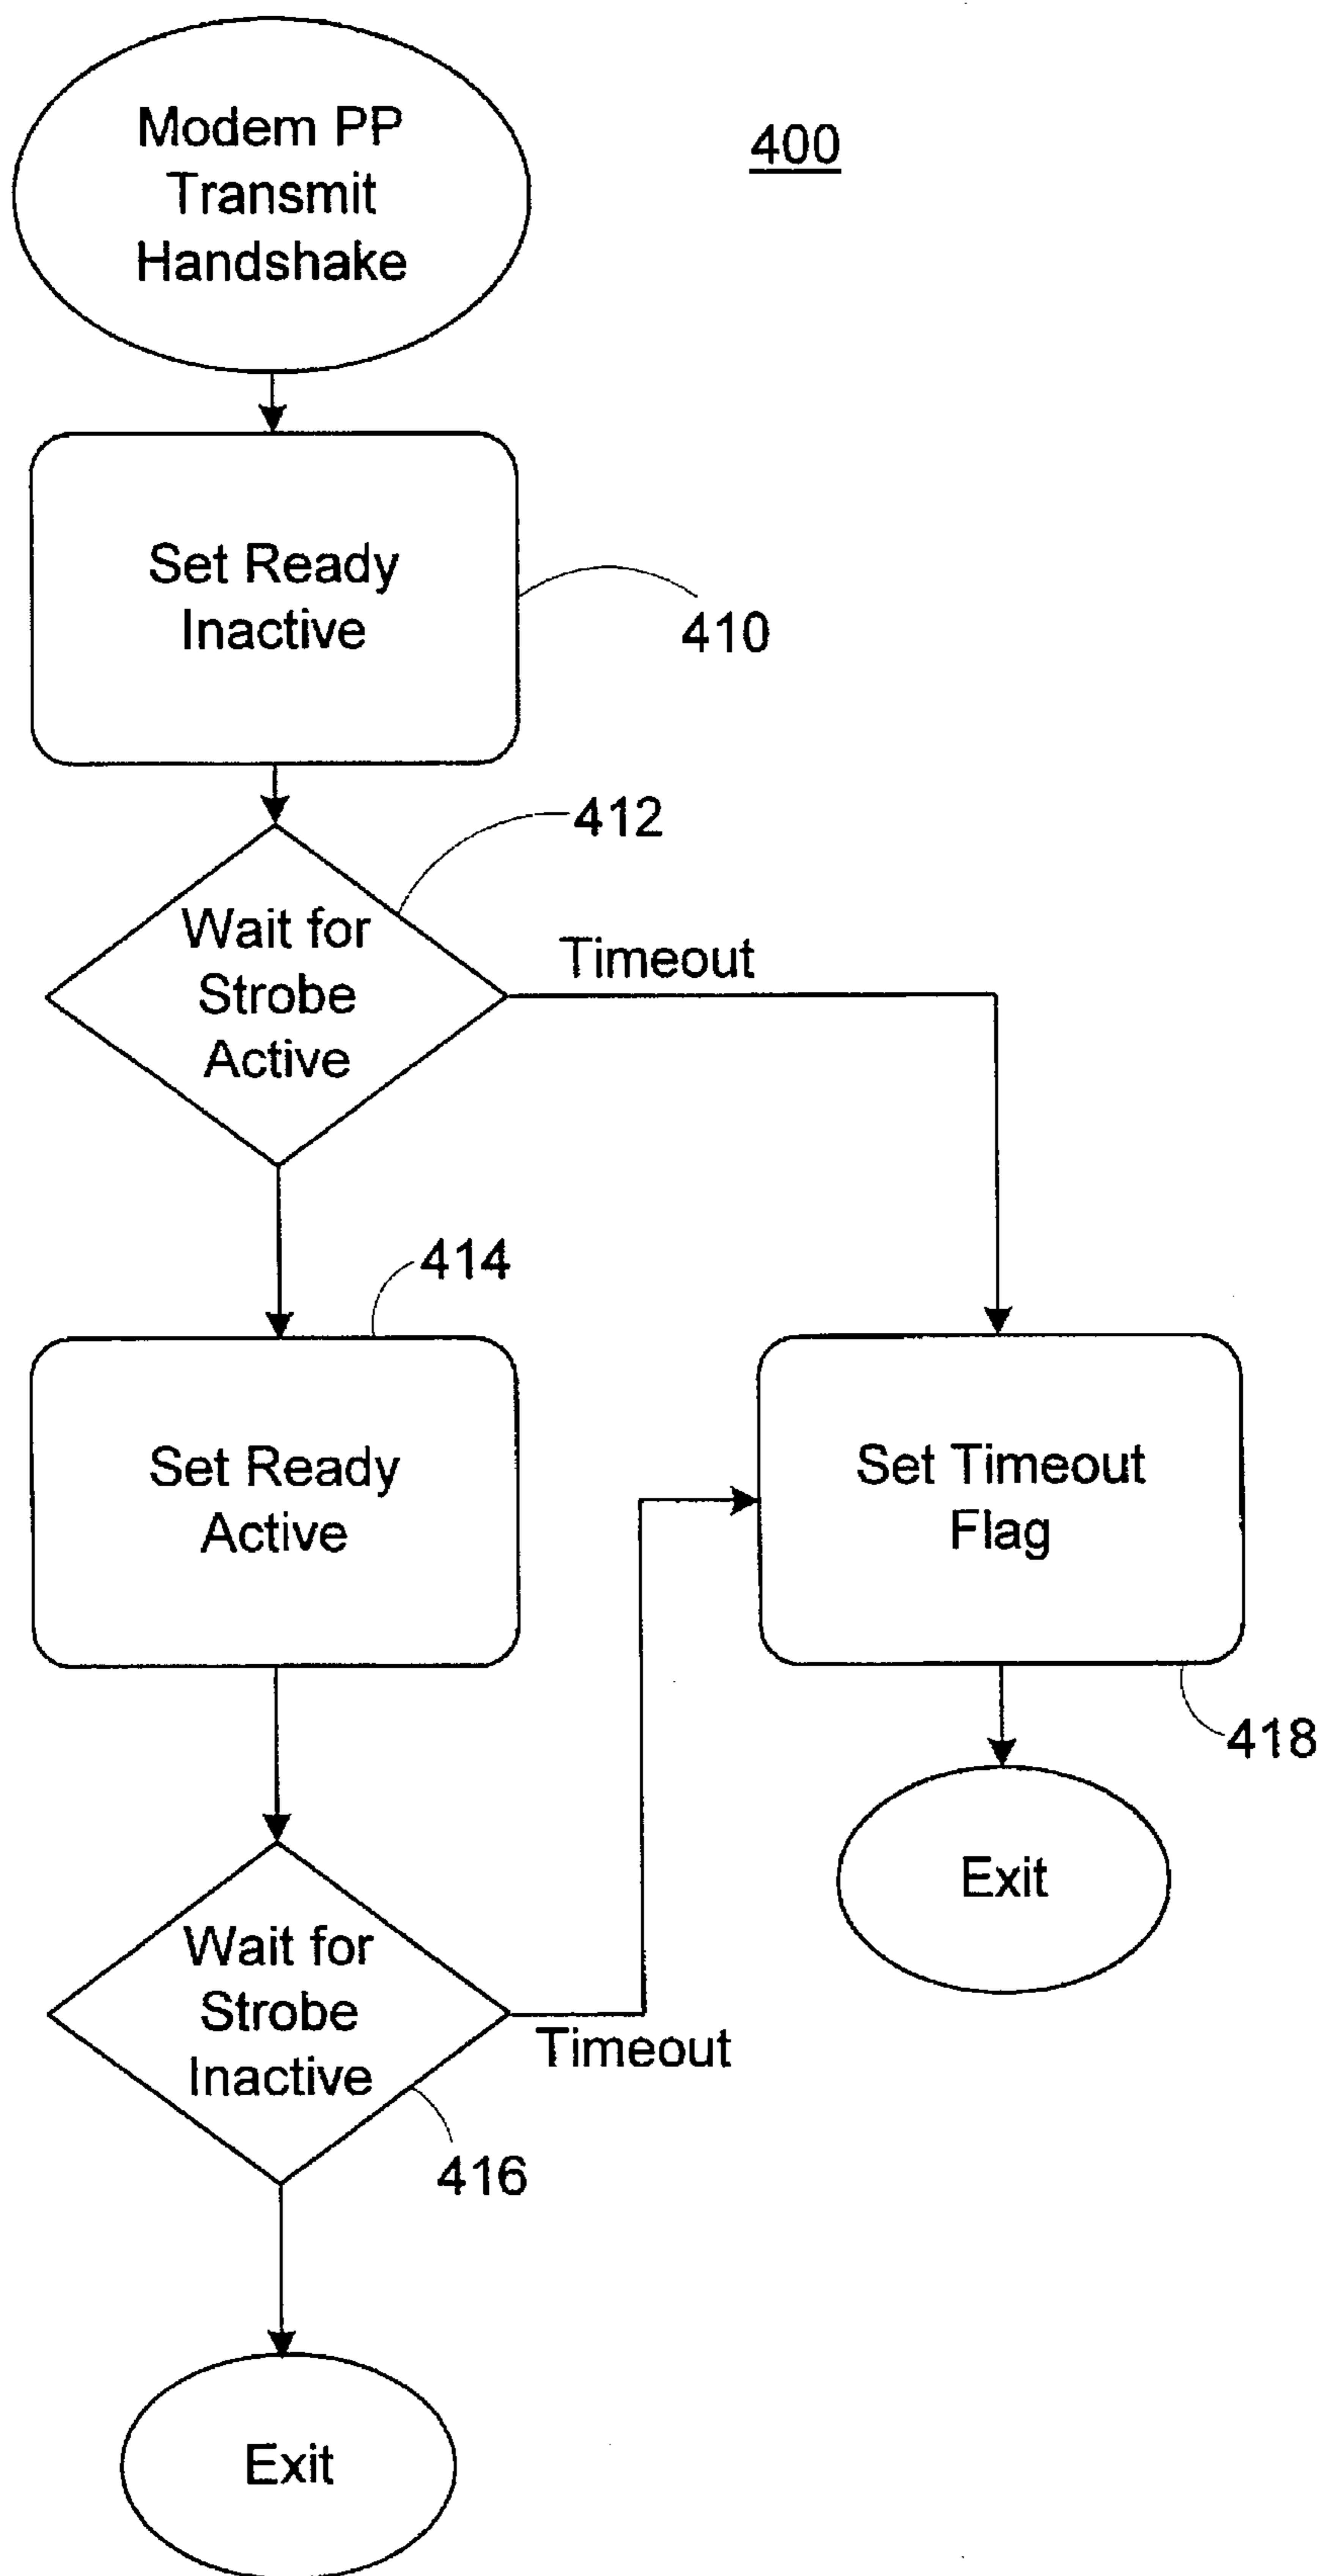 Modem PP
Transmit
Handshake
400
Set Ready
Inactive
410
412
Wait for
Strobe
Active
Timeout
414
Set Ready
Active
Set Timeout
Flag
418
Exit
Wait for
Strobe
Inactive
Timeout
416
Exit